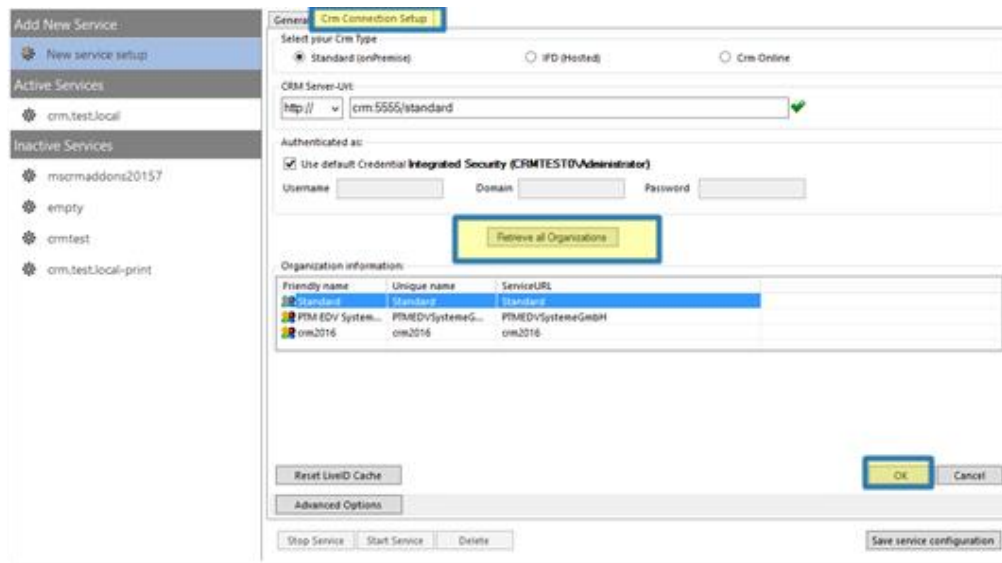 Add New Service
New service setup
Active Services
crm.test.local
Inactive Services
mscrmaddons20157
empty
crmtest
crm.test.local-print
General Crm Connection Setup
Select your Crm Type
Standard (onPremise) IFD (Hosted) Crm Online
CRM Server-Url:
http:// crm:5555/standard
Authenticated as:
Use default Credential Integrated Security (CRMTEST0\Administrator)
Username Domain Password
Retrieve all Organizations
Organization information:
Friendly name Unique name ServiceURL
Standard Standard Standard
PTM EDV System... PTMEDVSystemeG... PTMEDVSystemeGmbH
crm2016 crm2016 crm2016
Reset LiveID Cache OK Cancel
Advanced Options
Stop Service Start Service Delete Save service configuration